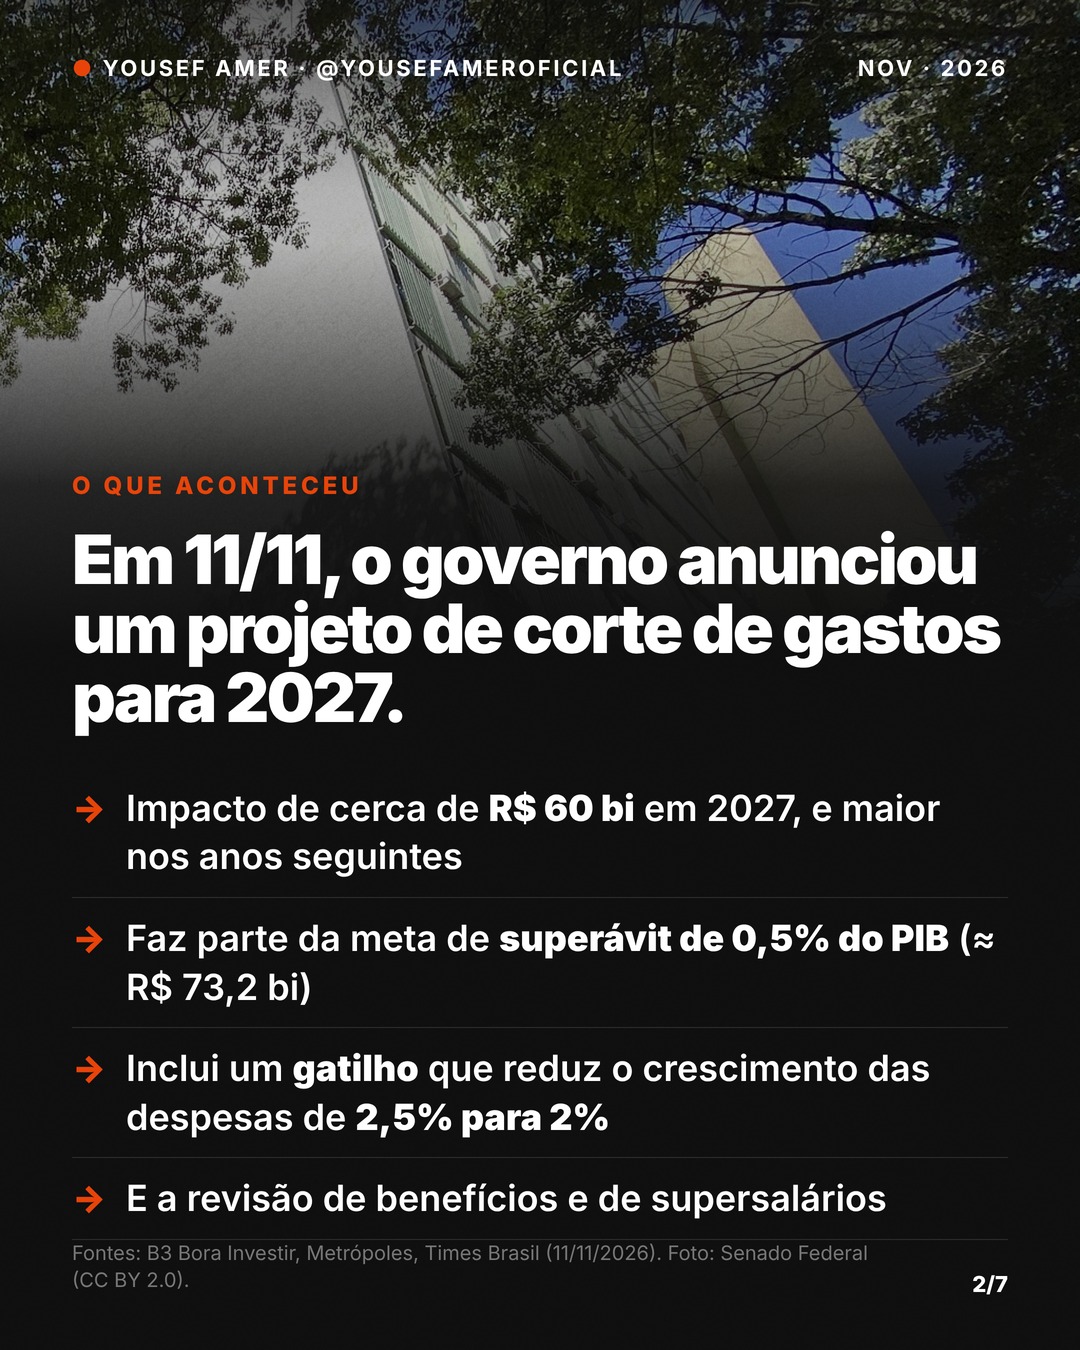 YOUSEF AMER · @YOUSEFAMEROFICIAL
NOV · 2026
O QUE ACONTECEU
Em 11/11, o governo anunciou
um projeto de corte de gastos
para 2027.
→ Impacto de cerca de R$ 60 bi em 2027, e maior
nos anos seguintes
→ Faz parte da meta de superávit de 0,5% do PIB (≈
R$ 73,2 bi)
→ Inclui um gatilho que reduz o crescimento das
despesas de 2,5% para 2%
→ E a revisão de benefícios e de supersalários
Fontes: B3 Bora Investir, Metrópoles, Times Brasil (11/11/2026). Foto: Senado Federal
(CC BY 2.0).
2/7